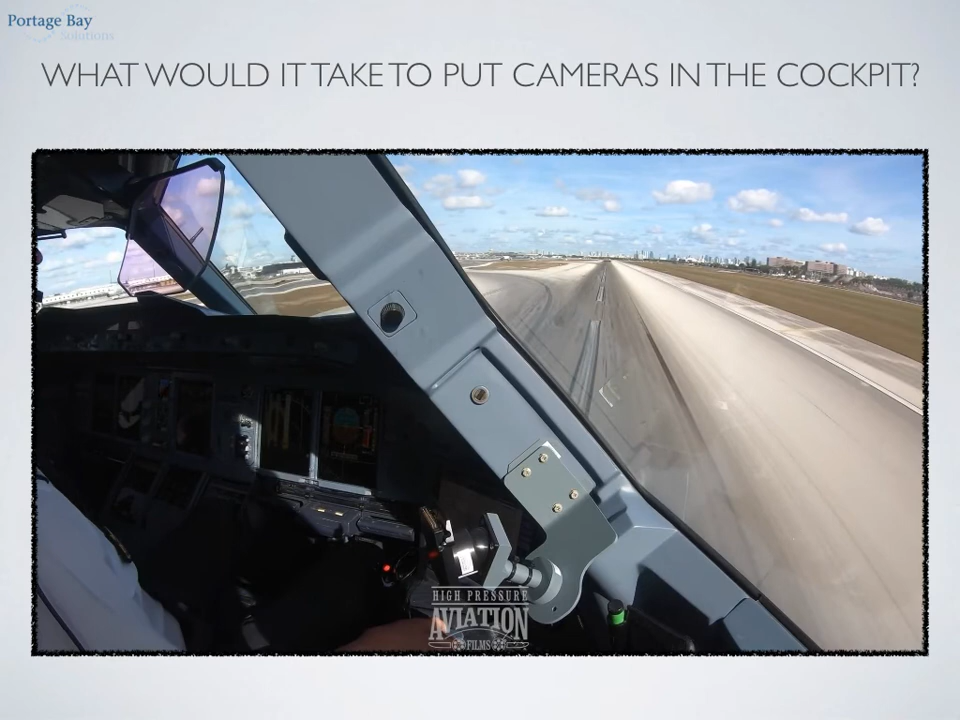 Portage Bay
Solutions
WHAT WOULD IT TAKE TO PUT CAMERAS IN THE COCKPIT?
HIGH PRESSURE
AVIATION
FILMS